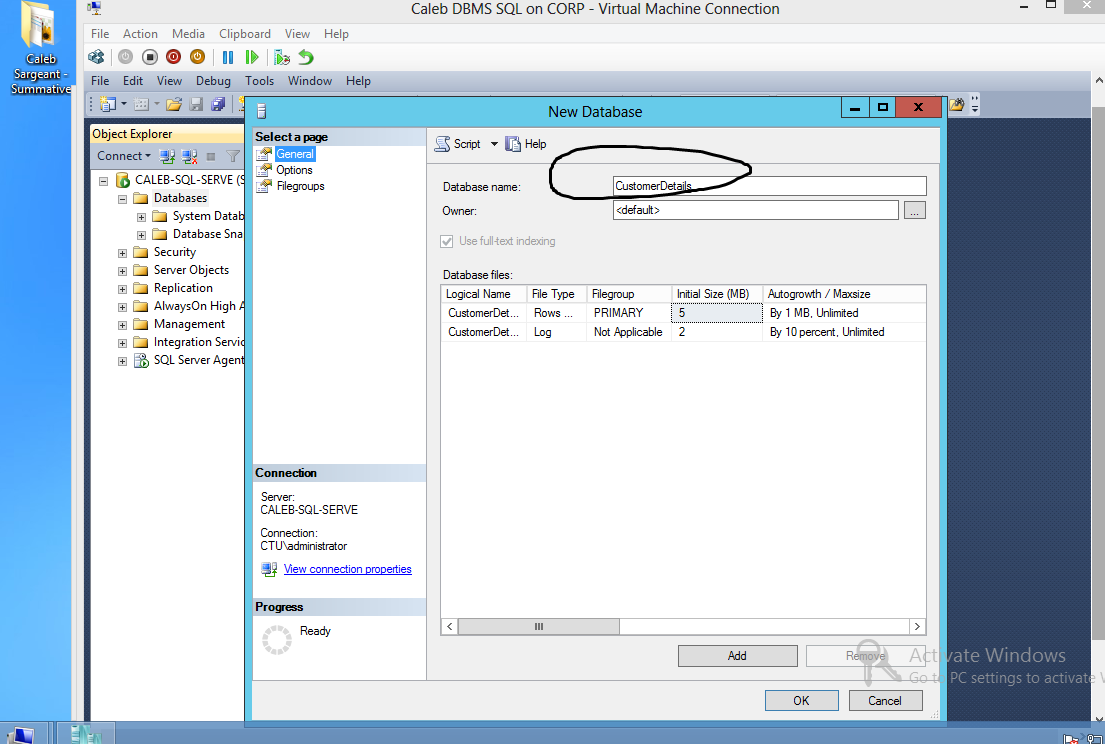 Caleb DBMS SQL on CORP - Virtual Machine Connection
Caleb
Sargeant -
Summative
File Action Media Clipboard View Help
File Edit View Debug Tools Window Help
New Database
Object Explorer
Connect
CALEB-SQL-SERVE (S
Databases
System Datab
Database Sna
Security
Server Objects
Replication
AlwaysOn High A
Management
Integration Servic
SQL Server Agent
Select a page
General
Options
Filegroups
Script Help
Database name: CustomerDetails
Owner: <default> ...
Use full-text indexing
Database files:
Logical Name File Type Filegroup Initial Size (MB) Autogrowth / Maxsize
CustomerDet... Rows ... PRIMARY 5 By 1 MB, Unlimited
CustomerDet... Log Not Applicable 2 By 10 percent, Unlimited
Connection
Server:
CALEB-SQL-SERVE
Connection:
CTU\administrator
View connection properties
Progress
Ready
Add Remove
Activate Windows
Go to PC settings to activate W
OK Cancel